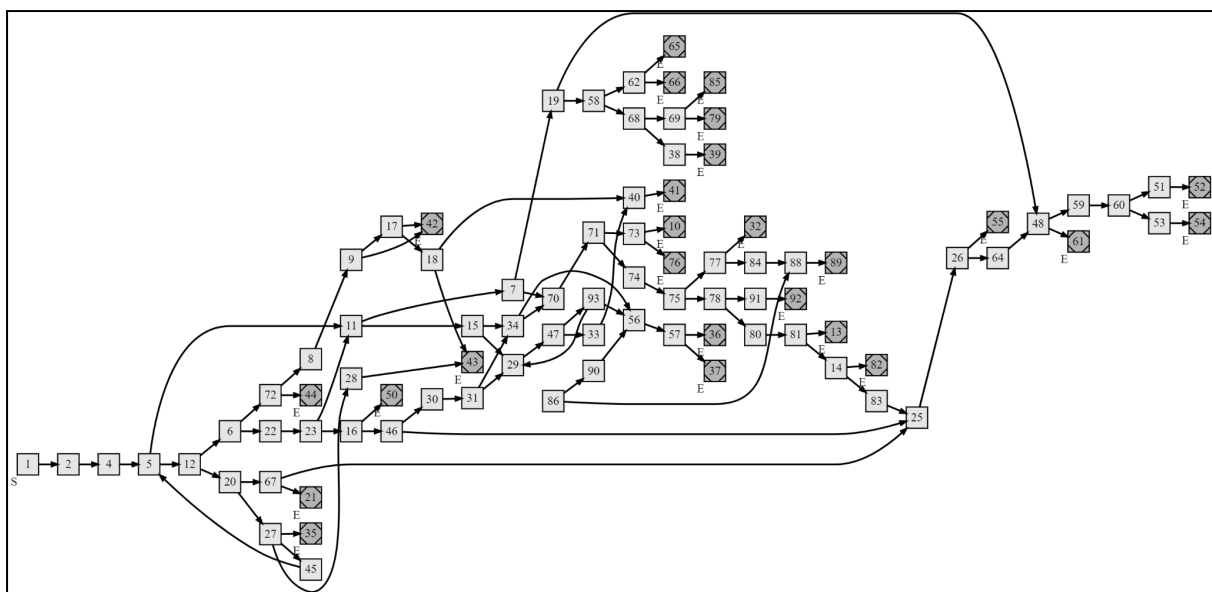 65
E
19 58 62 66 85
E E
68 69 79
E
38 39
E
51 52
E
40 41
E
17 42
E
71 73 10
E
32
E
55
E
48 59 60 53 54
E
61
E
9 18
74 76
E
77 84 88 89
E
26 64
7 70 93
75 78 91 92
E
11 15 34
56
47 33 57 36
E
80 81 13
E
8 29
43
E
28
90 37
E
14 82
E
72 44
E
50
E
30 31
86
83
25
6 22 23 16 46
1 2 4 5 12
S
20 67
21
E
27 35
E
45